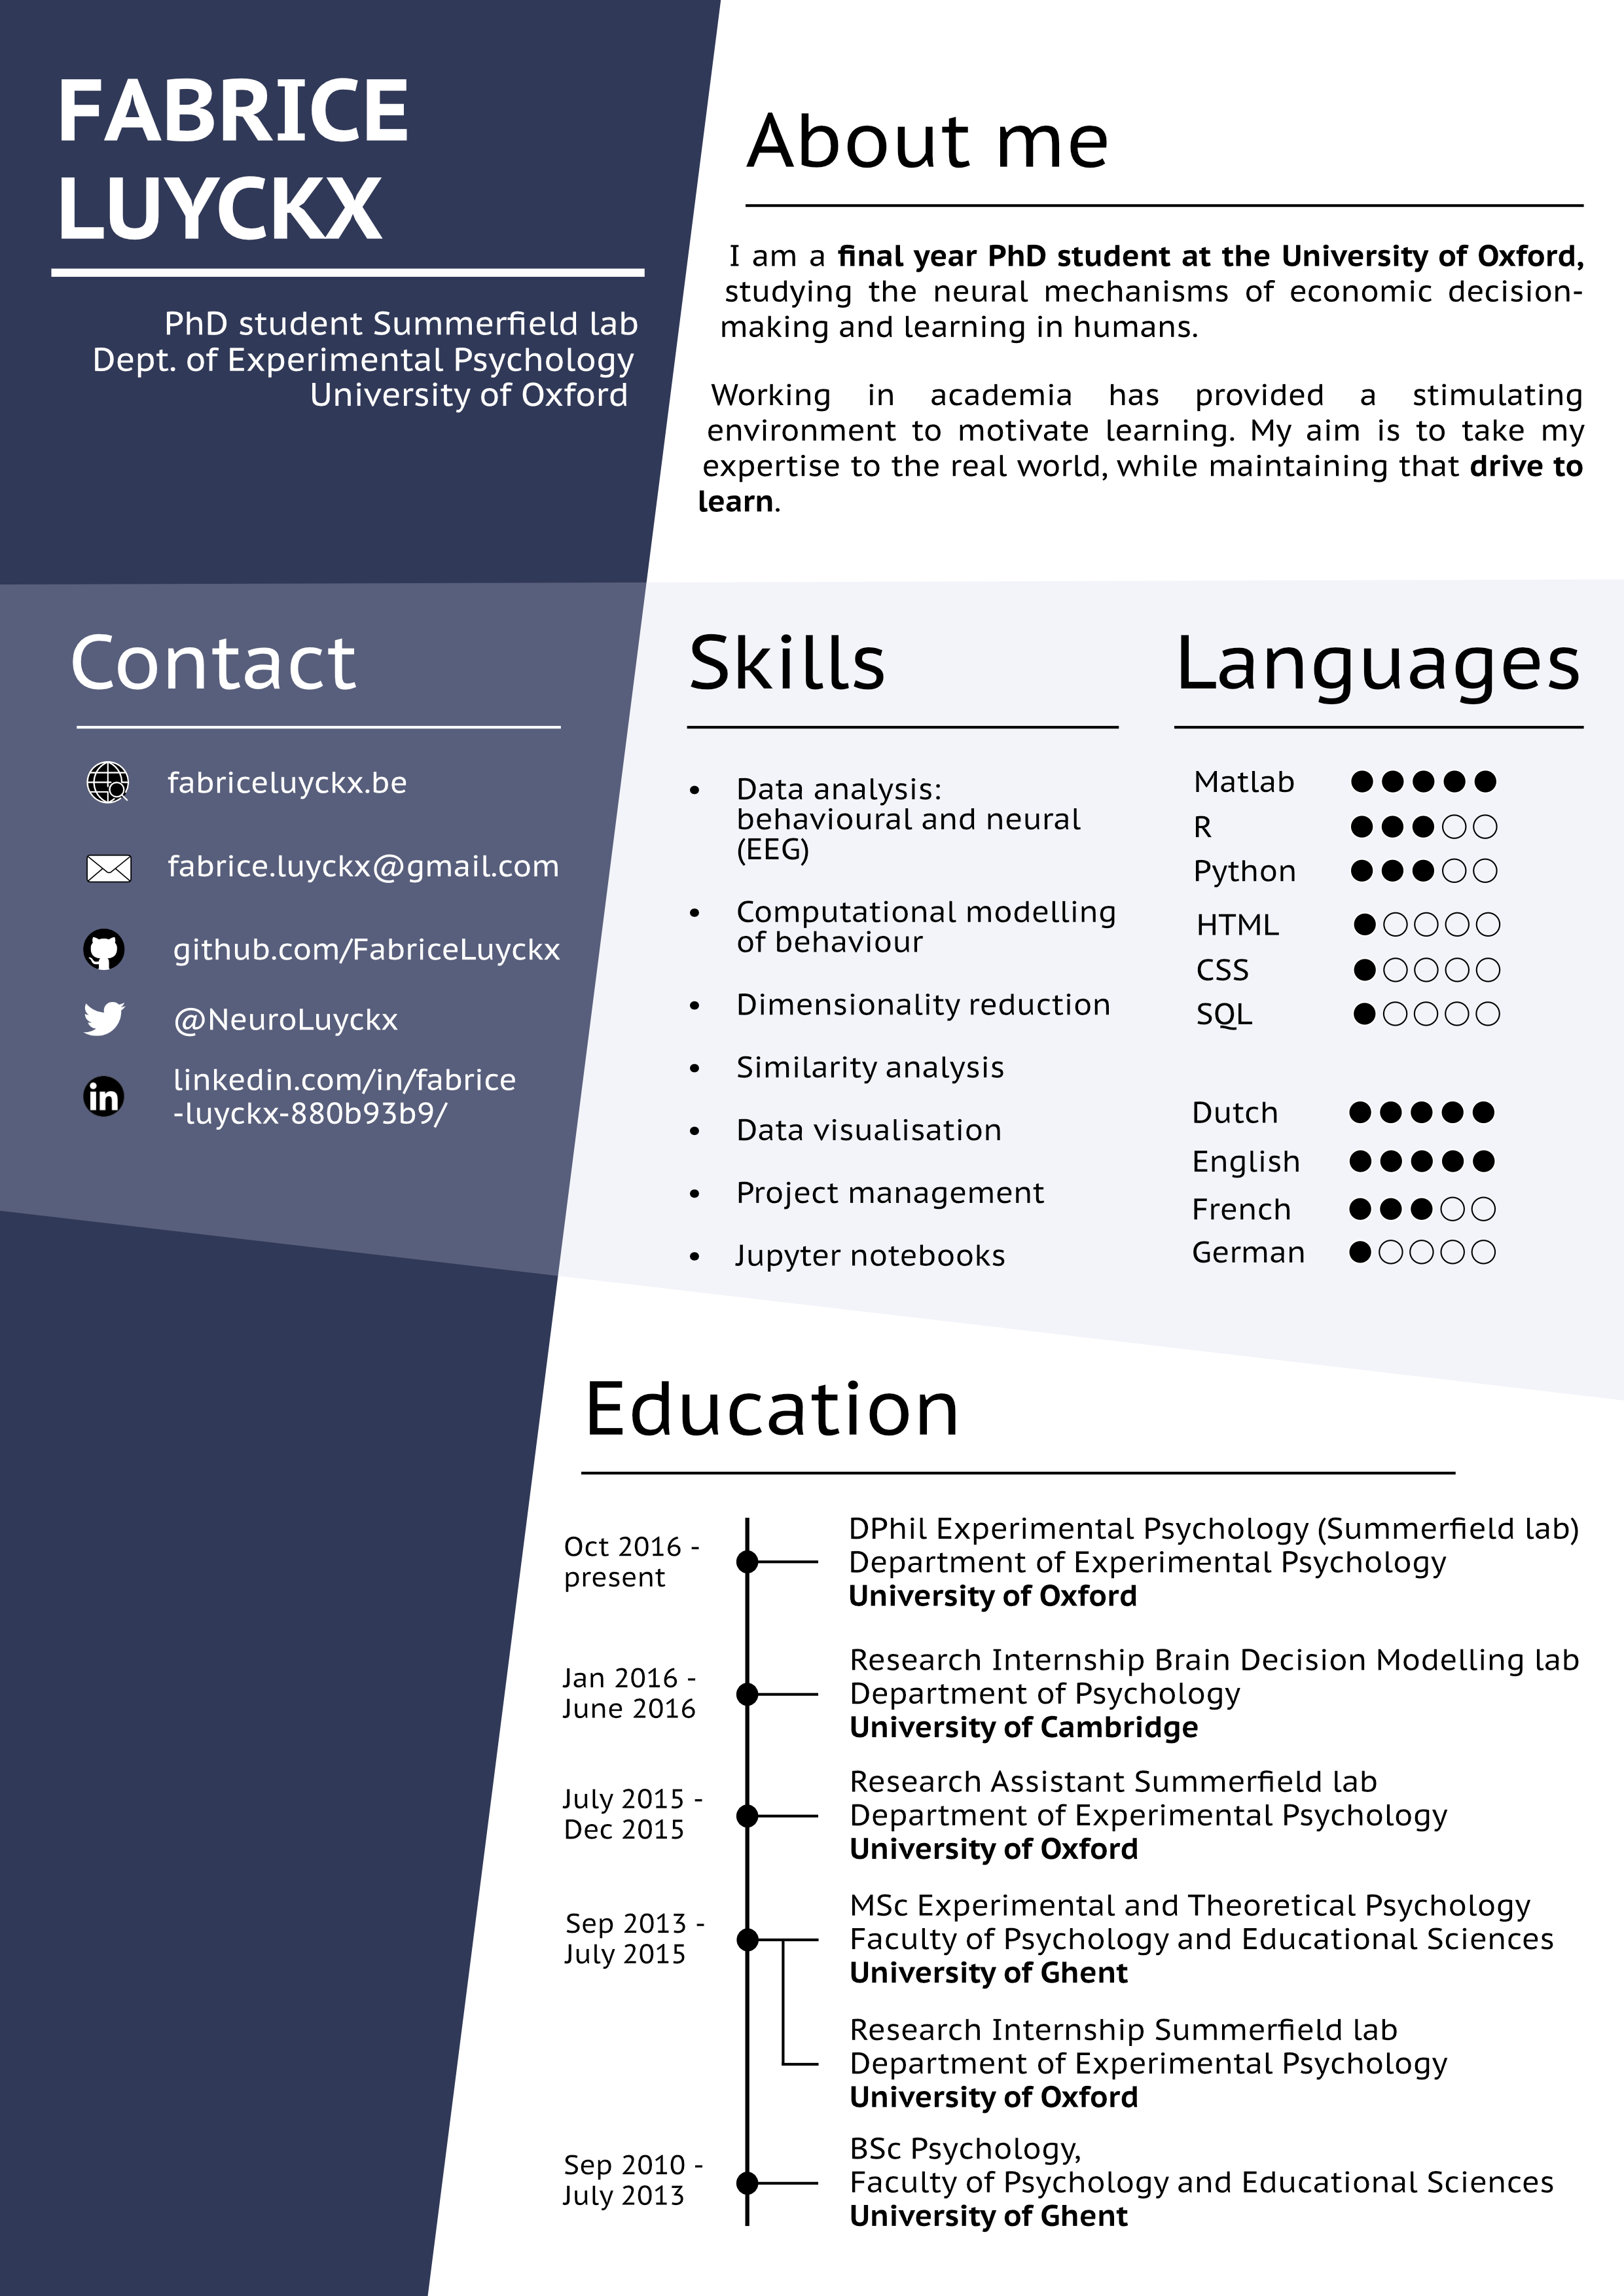 FABRICE
LUYCKX
PhD student Summerfield lab
Dept. of Experimental Psychology
University of Oxford
About me
I am a final year PhD student at the University of Oxford,
studying the neural mechanisms of economic decision-
making and learning in humans.
Working in academia has provided a stimulating
environment to motivate learning. My aim is to take my
expertise to the real world, while maintaining that drive to
learn.
Contact
fabriceluyckx.be
fabrice.luyckx@gmail.com
github.com/FabriceLuyckx
@NeuroLuyckx
in
linkedin.com/in/fabrice
-luyckx-880b93b9/
Skills
• Data analysis:
behavioural and neural
(EEG)
• Computational modelling
of behaviour
• Dimensionality reduction
• Similarity analysis
• Data visualisation
• Project management
• Jupyter notebooks
Languages
Matlab
R
Python
HTML
CSS
SQL
Dutch
English
French
German
Education
Oct 2016 -
present
DPhil Experimental Psychology (Summerfield lab)
Department of Experimental Psychology
University of Oxford
Jan 2016 -
June 2016
Research Internship Brain Decision Modelling lab
Department of Psychology
University of Cambridge
July 2015 -
Dec 2015
Research Assistant Summerfield lab
Department of Experimental Psychology
University of Oxford
Sep 2013 -
July 2015
MSc Experimental and Theoretical Psychology
Faculty of Psychology and Educational Sciences
University of Ghent
Research Internship Summerfield lab
Department of Experimental Psychology
University of Oxford
Sep 2010 -
July 2013
BSc Psychology,
Faculty of Psychology and Educational Sciences
University of Ghent